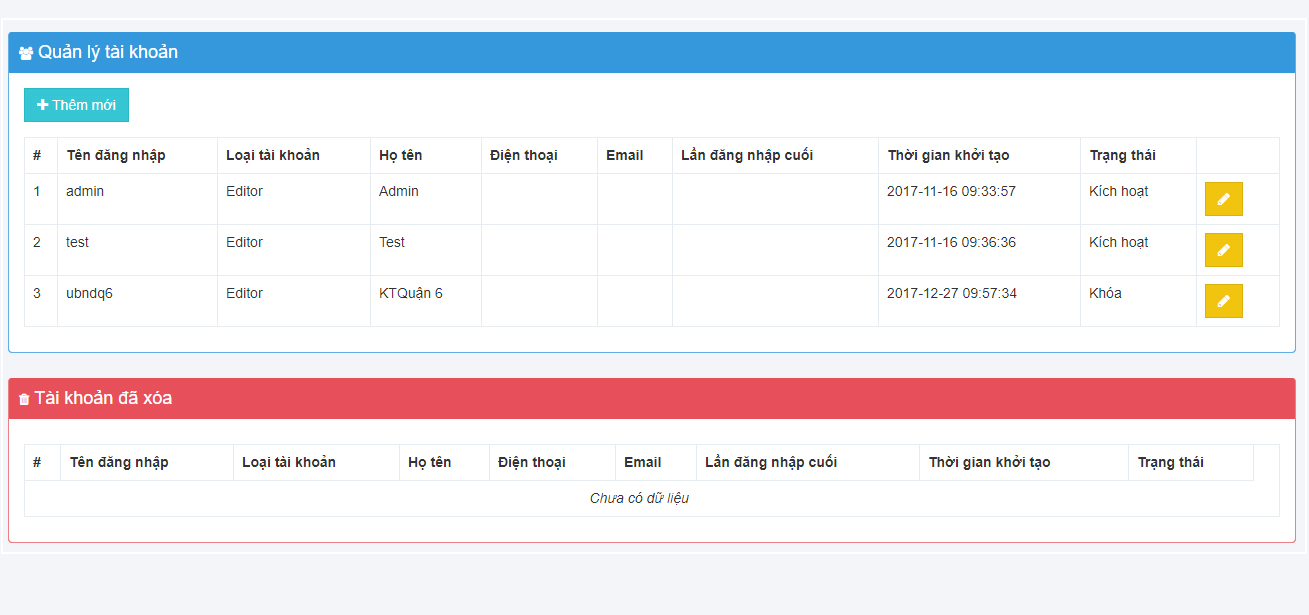 Quản lý tài khoản
Thêm mới
# Tên đăng nhập Loại tài khoản Họ tên Điện thoại Email Lần đăng nhập cuối Thời gian khởi tạo Trạng thái
1 admin Editor Admin 2017-11-16 09:33:57 Kích hoạt
2 test Editor Test 2017-11-16 09:36:36 Kích hoạt
3 ubndq6 Editor KTQuận 6 2017-12-27 09:57:34 Khóa
Tài khoản đã xóa
# Tên đăng nhập Loại tài khoản Họ tên Điện thoại Email Lần đăng nhập cuối Thời gian khởi tạo Trạng thái
Chưa có dữ liệu